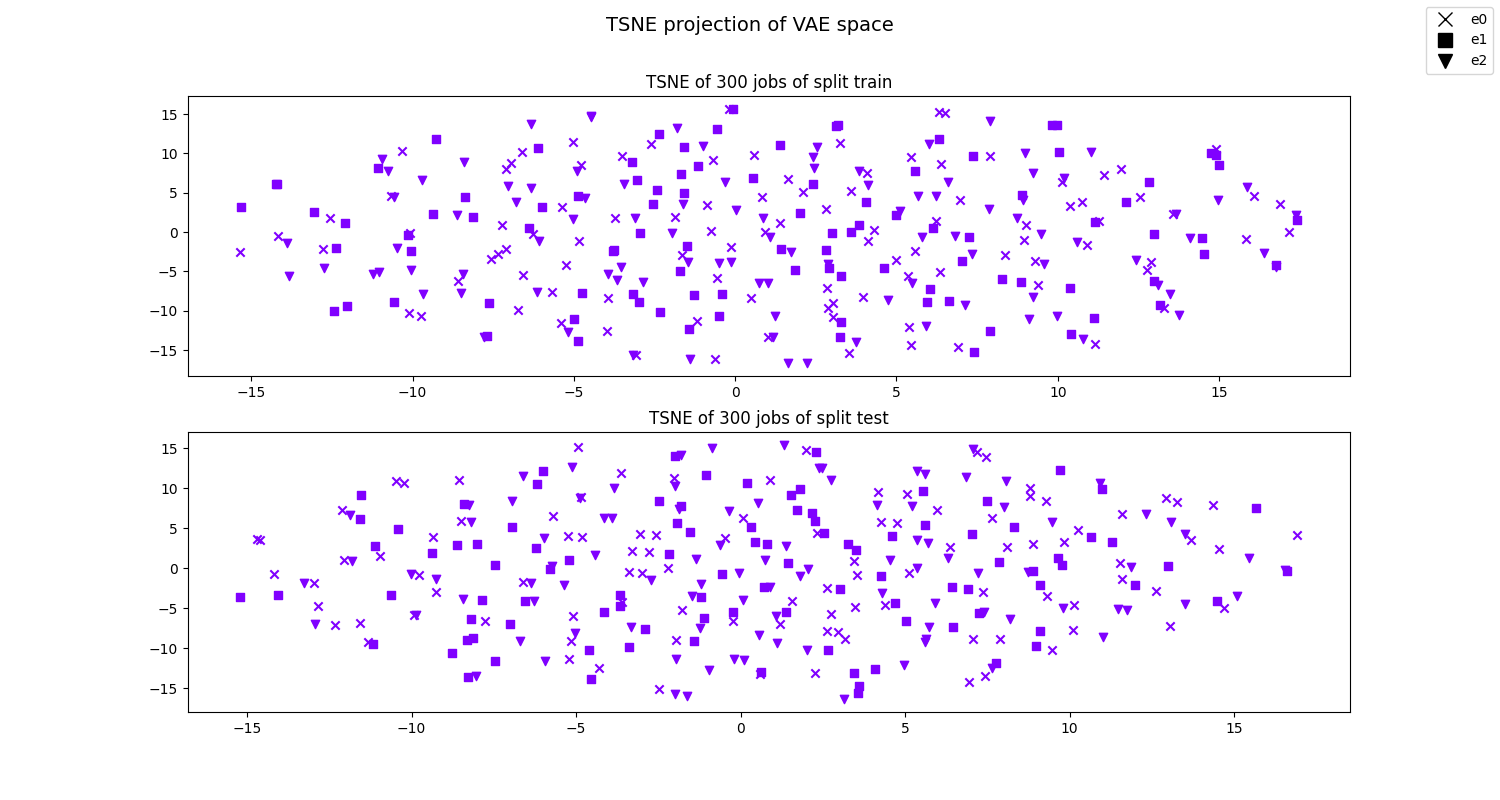 TSNE projection of VAE space
e0
e1
e2
TSNE of 300 jobs of split train
15
10
5
0
−5
−10
−15
−15 −10 −5 0 5 10 15
TSNE of 300 jobs of split test
15
10
5
0
−5
−10
−15
−15 −10 −5 0 5 10 15